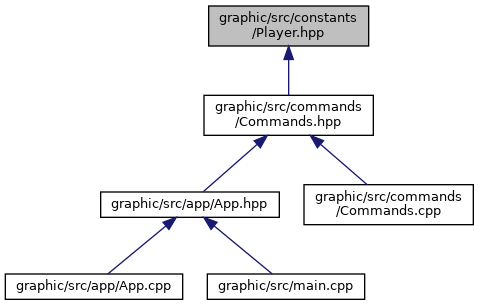 graphic/src/constants
/Player.hpp
graphic/src/commands
/Commands.hpp
graphic/src/app/App.hpp
graphic/src/commands
/Commands.cpp
graphic/src/app/App.cpp
graphic/src/main.cpp